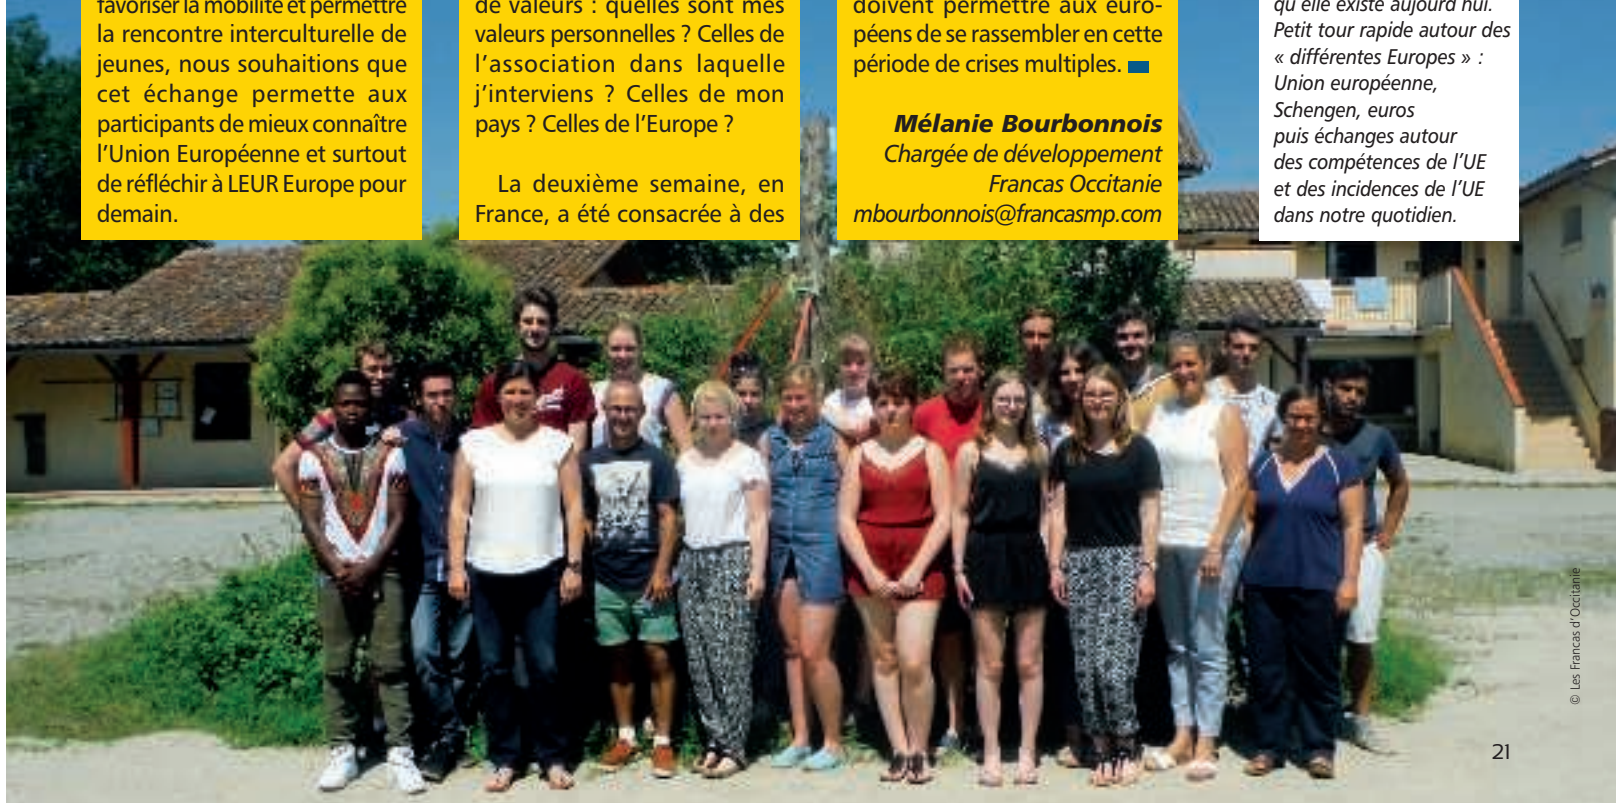 favoriser la mobilité et permettre
la rencontre interculturelle de
jeunes, nous souhaitions que
cet échange permette aux
participants de mieux connaître
l'Union Européenne et surtout
de réfléchir à LEUR Europe pour
demain.
de valeurs : quelles sont mes
valeurs personnelles ? Celles de
l'association dans laquelle
j'interviens ? Celles de mon
pays ? Celles de l'Europe ?
La deuxième semaine, en
France, a été consacrée à des
doivent permettre aux euro-
péens de se rassembler en cette
période de crises multiples.
Mélanie Bourbonnois
Chargée de développement
Francas Occitanie
mbourbonnois@francasmp.com
qu'elle existe aujourd'hui.
Petit tour rapide autour des
« différentes Europes » :
Union européenne,
Schengen, euros
puis échanges autour
des compétences de l'UE
et des incidences de l'UE
dans notre quotidien.
© Les Francas d'Occitanie
21